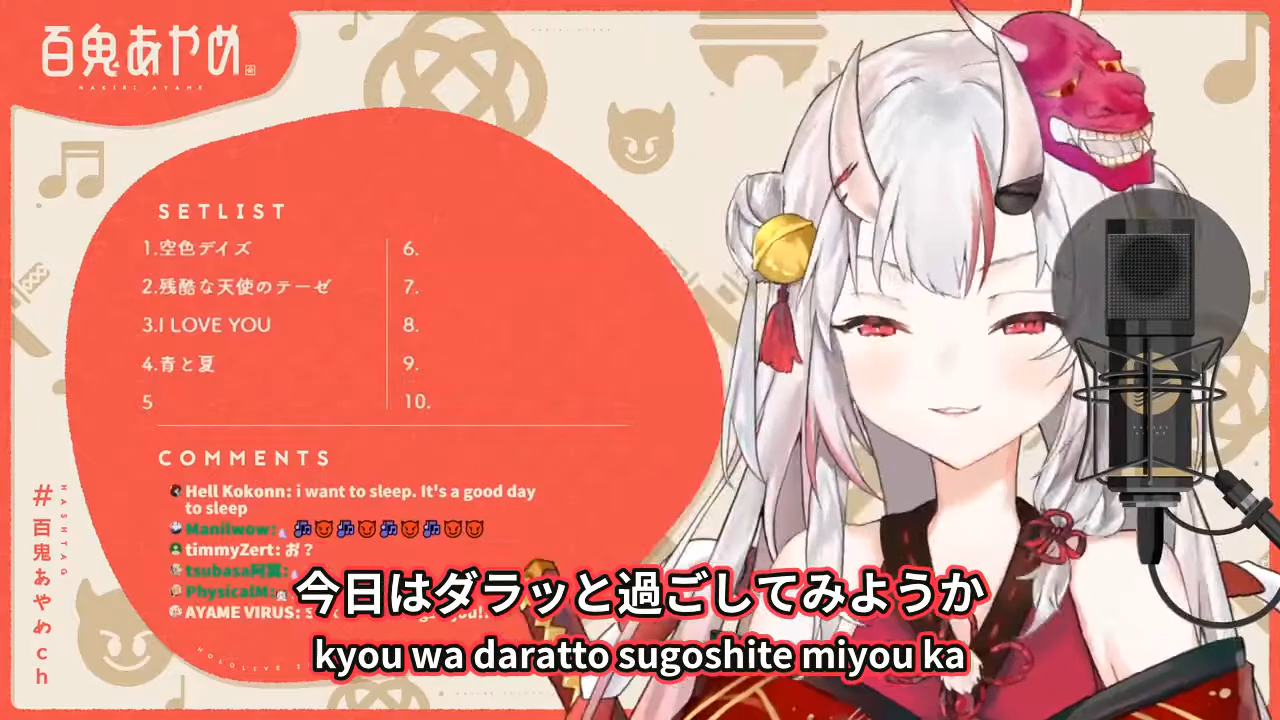 百鬼あやめ
NAKIRI AYAME
SETLIST
1.空色デイズ
2.残酷な天使のテーゼ
3.I LOVE YOU
4.青と夏
5
6.
7.
8.
9.
10.
COMMENTS
Hell Kokonn: i want to sleep. It's a good day
to sleep
Manilwow:
timmyZert: お？
tsubasa阿翼:
PhysicalM:
AYAME VIRUS:
# 百鬼あやめch
HASHTAG
今日はダラッと過ごしてみようか
kyou wa daratto sugoshite miyou ka